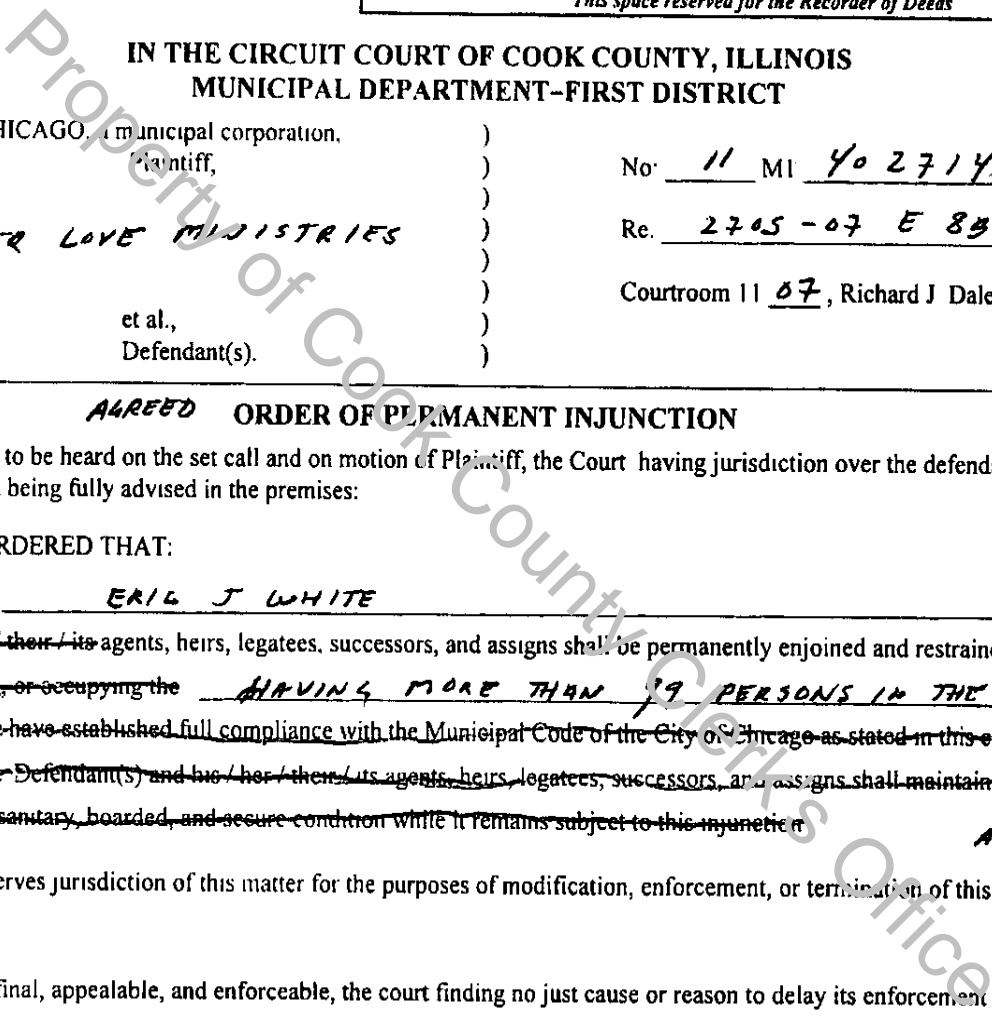 This space reserved for the Recorder of Deeds
IN THE CIRCUIT COURT OF COOK COUNTY, ILLINOIS
MUNICIPAL DEPARTMENT-FIRST DISTRICT
HICAGO, a municipal corporation,
Plaintiff,
No. 11 M1 402714
LOVE MINISTRIES
Re. 2705-07 E 83
Courtroom 11 07, Richard J Dale
et al.,
Defendant(s).
AGREED ORDER OF PERMANENT INJUNCTION
to be heard on the set call and on motion of Plaintiff, the Court having jurisdiction over the defend
being fully advised in the premises:
RDERED THAT:
ERIC J WHITE
their / its agents, heirs, legatees, successors, and assigns shall be permanently enjoined and restrain
, or occupying the HAVING MORE THAN 99 PERSONS IN THE
have established full compliance with the Municipal Code of the City of Chicago as stated in this
Defendant(s) and his / her / their / its agents, heirs, legatees, successors, and assigns shall maintain
sanitary, boarded, and secure condition while it remains subject to this injunction
erves jurisdiction of this matter for the purposes of modification, enforcement, or termination of this
final, appealable, and enforceable, the court finding no just cause or reason to delay its enforcement
Property of Cook County Clerk's Office